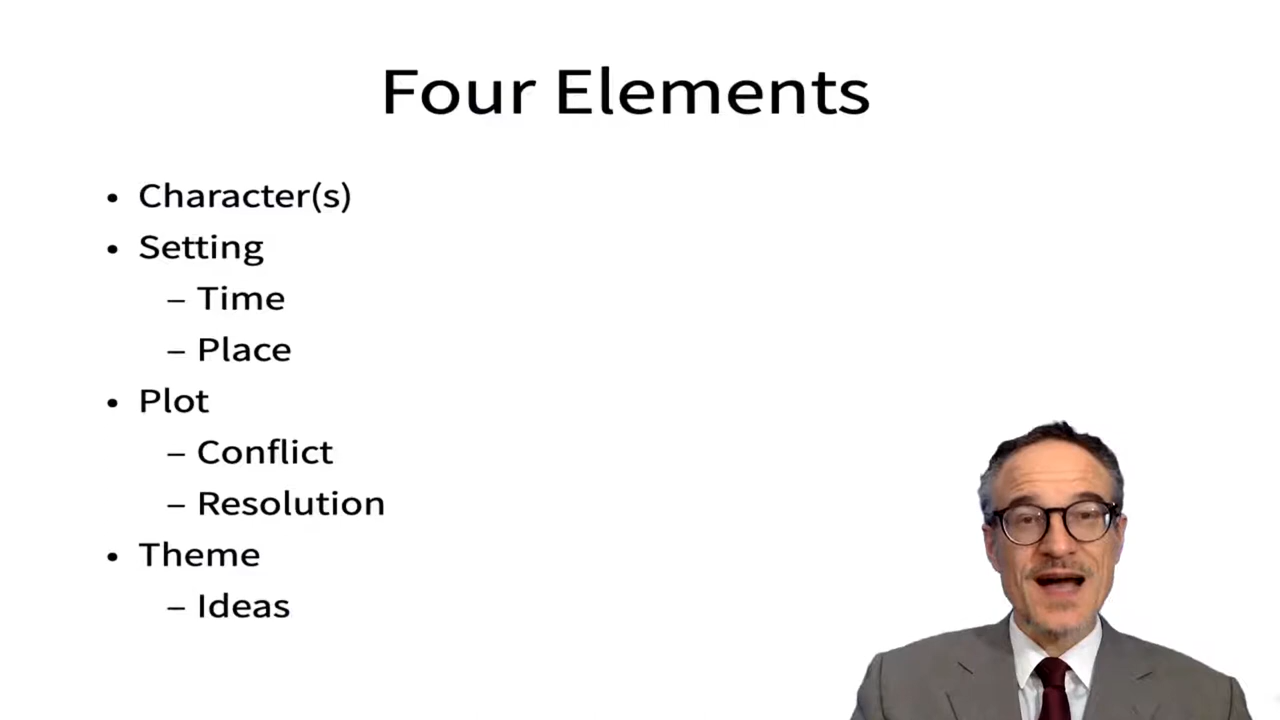 Four Elements
• Character(s)
• Setting
– Time
– Place
• Plot
– Conflict
– Resolution
• Theme
– Ideas